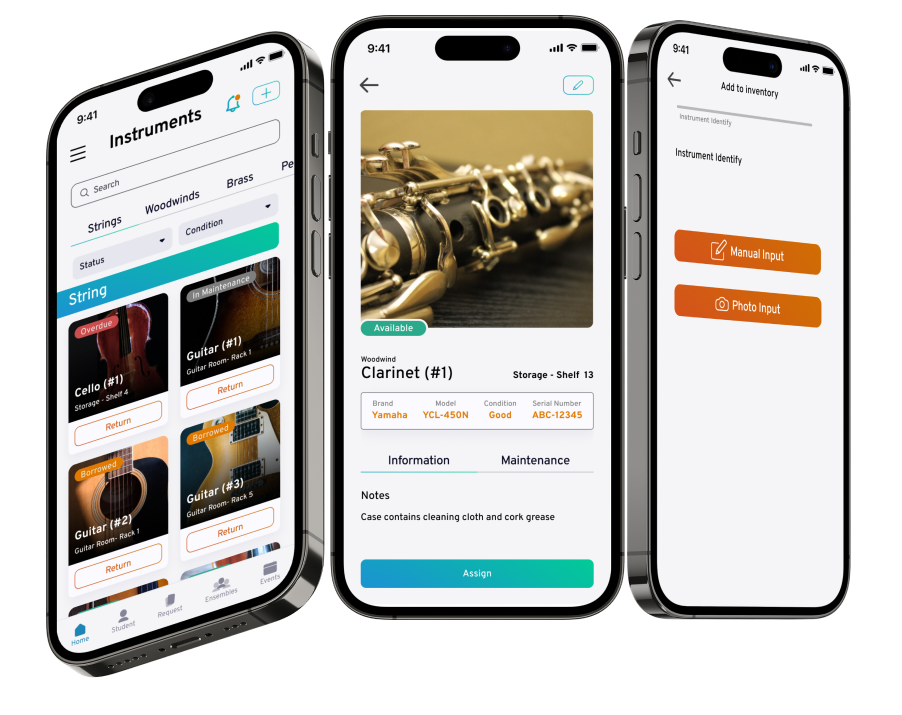 9:41
Instruments
Search
Strings Woodwinds Brass Pe
Status Condition
String
Overdue
Cello (#1)
Storage - Shelf 4
Return
In Maintenance
Guitar (#1)
Guitar Room- Rack 1
Return
Borrowed
Guitar (#2)
Guitar Room- Rack 1
Return
Borrowed
Guitar (#3)
Guitar Room- Rack 5
Return
Home Student Request Ensembles Events
9:41
Available
Woodwind
Clarinet (#1) Storage - Shelf 13
Brand Model Condition Serial Number
Yamaha YCL-450N Good ABC-12345
Information Maintenance
Notes
Case contains cleaning cloth and cork grease
Assign
9:41
Add to inventory
Instrument Identify
Instrument Identify
Manual Input
Photo Input